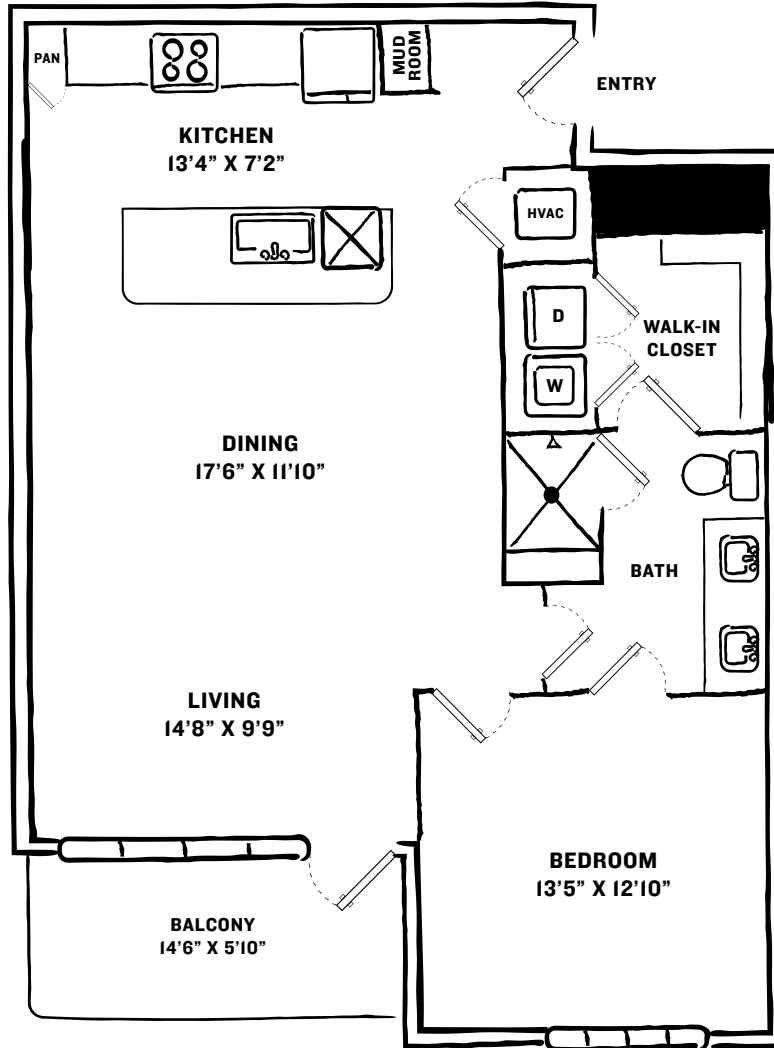 PAN
MUD
ROOM
ENTRY
KITCHEN
13'4" X 7'2"
HVAC
D
WALK-IN
CLOSET
W
DINING
17'6" X 11'10"
BATH
LIVING
14'8" X 9'9"
BEDROOM
13'5" X 12'10"
BALCONY
14'6" X 5'10"